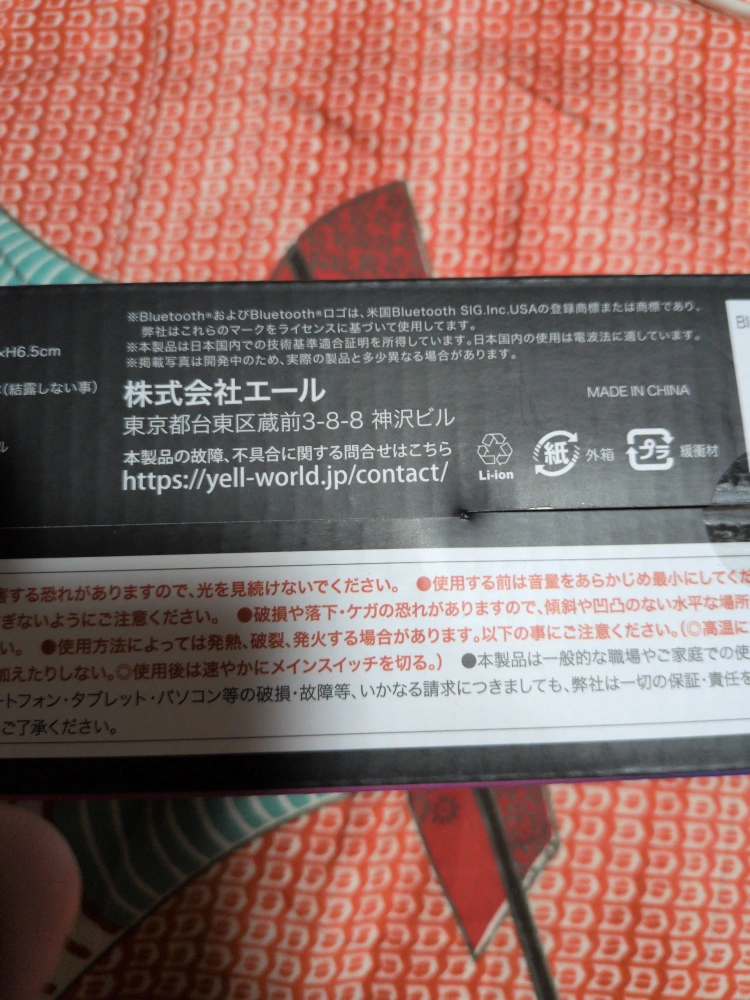 ※Bluetooth®およびBluetooth®ロゴは、米国Bluetooth SIG.Inc.USAの登録商標または商標であり、
弊社はこれらのマークをライセンスに基づいて使用してます。
※本製品は日本国内での技術基準適合証明を所得しています。日本国内の使用は電波法に適しています。
※掲載写真は開発中のため、実際の製品と多少異なる場合があります。
×H6.5cm
(結露しない事)
ル
株式会社エール
MADE IN CHINA
東京都台東区蔵前3-8-8 神沢ビル
本製品の故障、不具合に関する問合せはこちら
https://yell-world.jp/contact/
Li-ion
紙 外箱
プラ 緩衝材
Bl
害する恐れがありますので、光を見続けないでください。 ●使用する前は音量をあらかじめ最小にしてくだ
ぎないようにご注意ください。 ●破損や落下・ケガの恐れがありますので、傾斜や凹凸のない水平な場所
い。 ●使用方法によっては発熱、破裂、発火する場合があります。以下の事にご注意ください。(◎高温に
加えたりしない。◎使用後は速やかにメインスイッチを切る。) ●本製品は一般的な職場やご家庭での使
ートフォン・タブレット・パソコン等の破損・故障等、いかなる請求につきましても、弊社は一切の保証・責任を
ご了承ください。